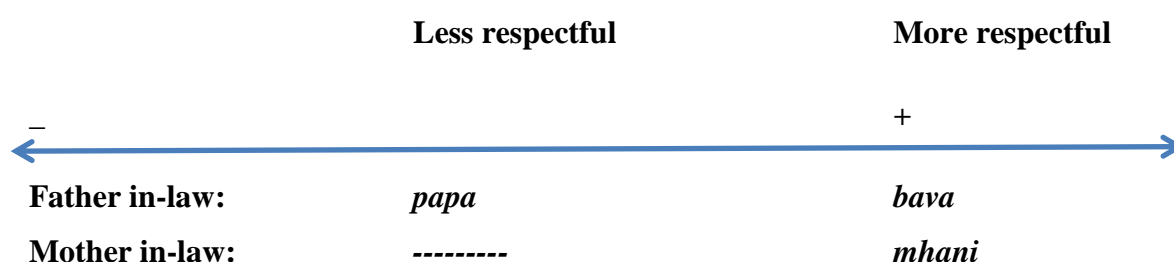 Less respectful More respectful
– +
Father in-law: papa bava
Mother in-law: --------- mhani